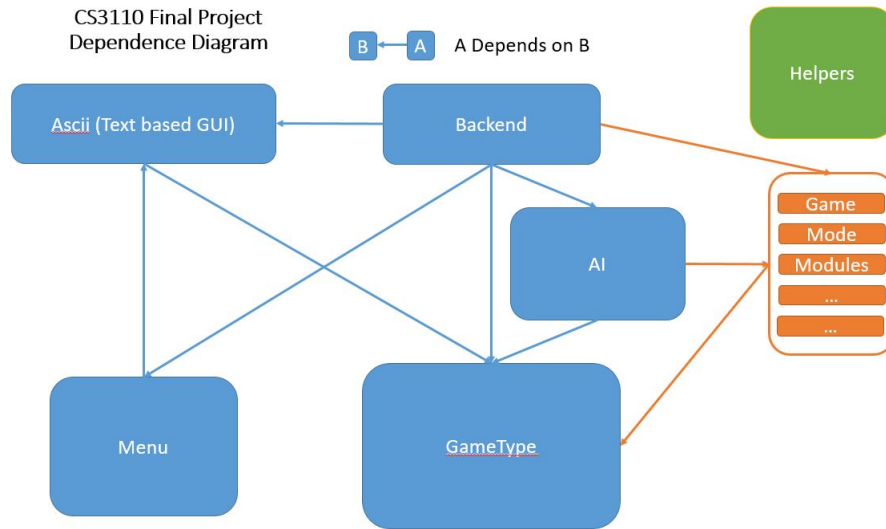 CS3110 Final Project
Dependence Diagram
B
A
A Depends on B
Helpers
Ascii (Text based GUI)
Backend
Game
Mode
Modules
...
...
AI
Menu
GameType